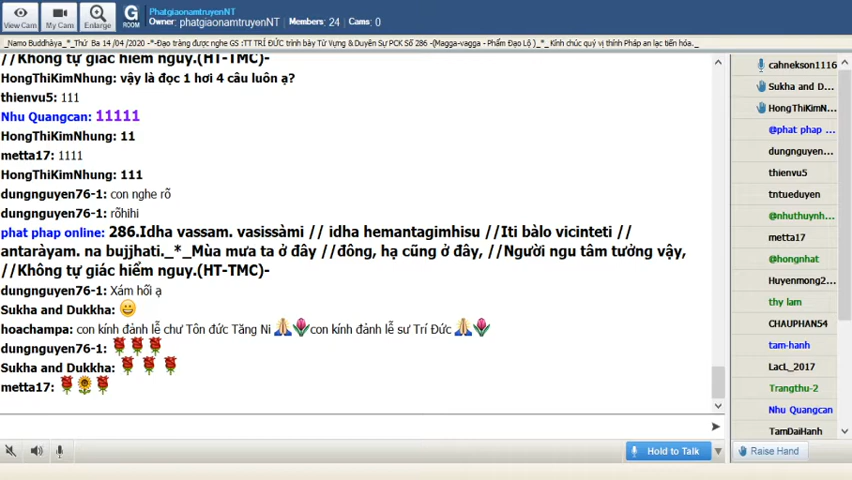 View Cam
My Cam
Enlarge
G
ROOM
PhatgiaonamtruyenNT
Owner: phatgiaonamtruyenNT Members: 24 Cams: 0
_Namo Buddhàya_*_Thứ Ba 14 /04 /2020 -*-Đạo tràng được nghe GS :TT TRÍ ĐỨC trình bày Từ Vựng & Duyên Sự PCK Số 286 -(Magga-vagga - Phẩm Đạo Lộ )_*_ Kính chúc quý vị thính Pháp an lạc tiến hóa._
//Không tự giác hiểm nguy.(HT-TMC)-
HongThiKimNhung: vậy là đọc 1 hơi 4 câu luôn ạ?
thienvu5: 111
Nhu Quangcan: 11111
HongThiKimNhung: 11
metta17: 1111
HongThiKimNhung: 111
dungnguyen76-1: con nghe rõ
dungnguyen76-1: rõhihi
phat phap online: 286.Idha vassam. vasissàmi // idha hemantagimhisu //Iti bàlo vicinteti //
antaràyam. na bujjhati._*_Mùa mưa ta ở đây //đông, hạ cũng ở đây, //Người ngu tâm tưởng vậy,
//Không tự giác hiểm nguy.(HT-TMC)-
dungnguyen76-1: Xám hối ạ
Sukha and Dukkha:
hoachampa: con kính đảnh lễ chư Tôn đức Tăng Ni con kính đảnh lễ sư Trí Đức
dungnguyen76-1:
Sukha and Dukkha:
metta17:
Hold to Talk
cahnekson1116
Sukha and D...
HongThiKimN...
@phat phap ...
dungnguyen...
thienvu5
tntueduyen
@nhuthuynh...
metta17
@hongnhat
Huyenmong2...
thy lam
CHAUPHAN54
tam-hanh
LacL_2017
Trangthu-2
Nhu Quangcan
TamDaiHanh
Raise Hand